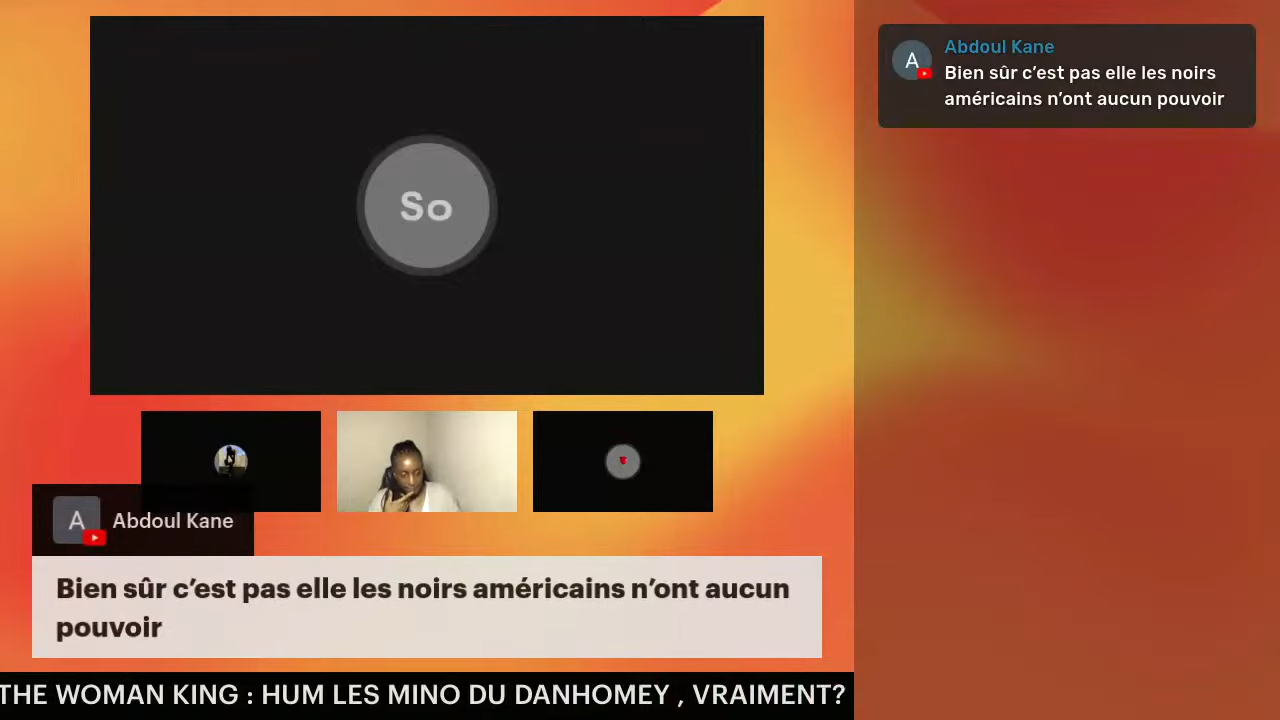 So
A
Abdoul Kane
Bien sûr c’est pas elle les noirs américains n’ont aucun
pouvoir
THE WOMAN KING : HUM LES MINO DU DANHOMEY , VRAIMENT?
A
Abdoul Kane
Bien sûr c’est pas elle les noirs
américains n’ont aucun pouvoir